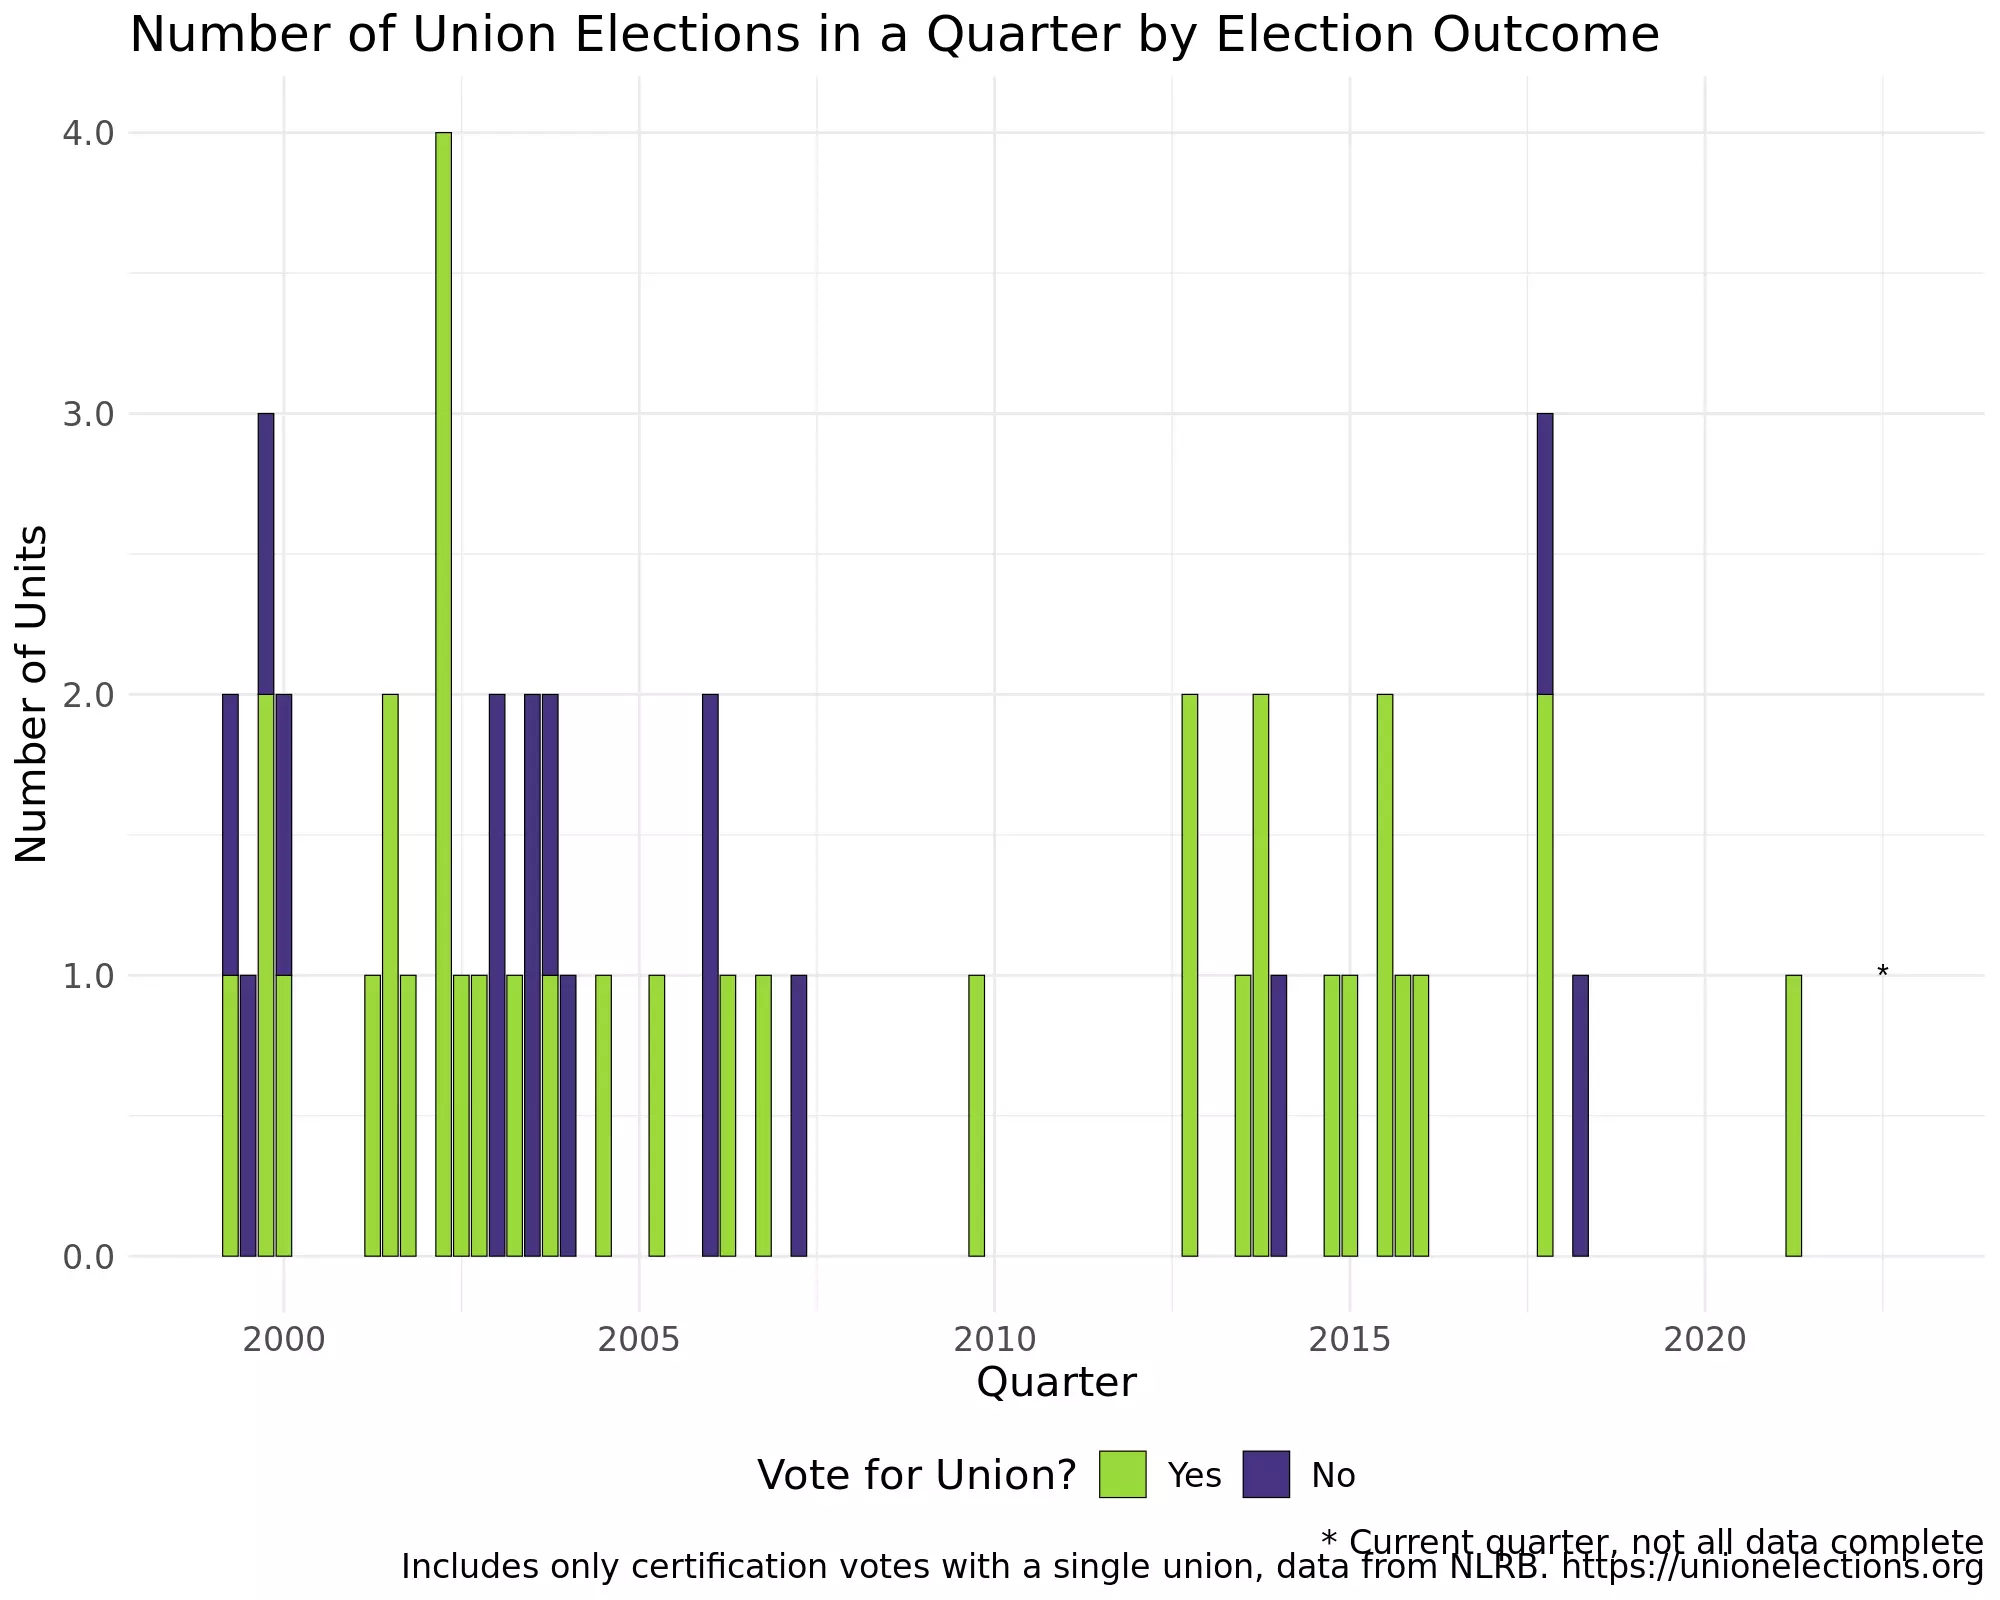 Number of Union Elections in a Quarter by Election Outcome
4.0
3.0
2.0
1.0
0.0
Number of Units
*
2000 2005 2010 2015 2020
Quarter
Vote for Union? Yes No
* Current quarter, not all data complete
Includes only certification votes with a single union, data from NLRB. https://unionelections.org